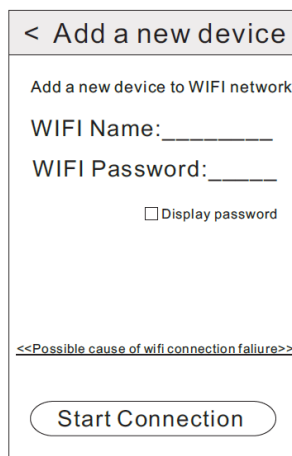 < Add a new device
Add a new device to WIFI network
WIFI Name:________
WIFI Password:_____
Display password
<<Possible cause of wifi connection faliure>>
Start Connection